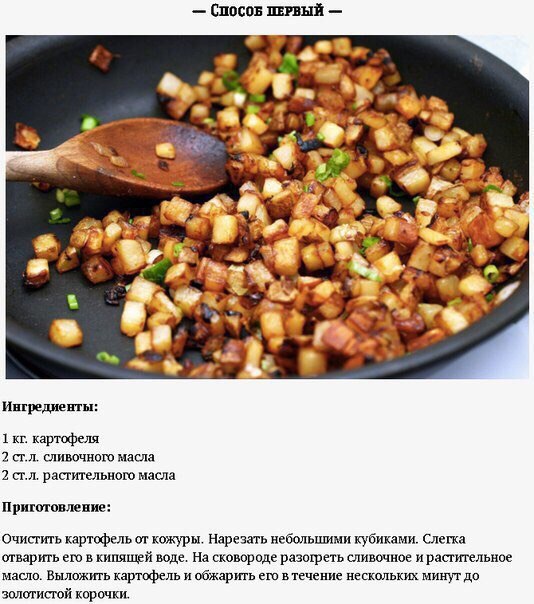 — Способ первый —
Ингредиенты:
1 кг. картофеля
2 ст.л. сливочного масла
2 ст.л. растительного масла
Приготовление:
Очистить картофель от кожуры. Нарезать небольшими кубиками. Слегка
отварить его в кипящей воде. На сковороде разогреть сливочное и растительное
масло. Выложить картофель и обжарить его в течение нескольких минут до
золотистой корочки.